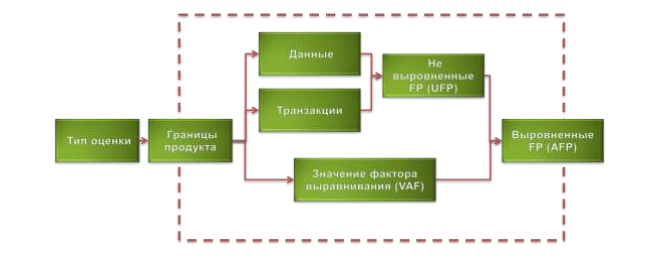 Данные
Не
выровненные
FP (UFP)
Транзакции
Тип оценки
Границы
продукта
Выровненные
FP (AFP)
Значение фактора
выравнивания (VAF)